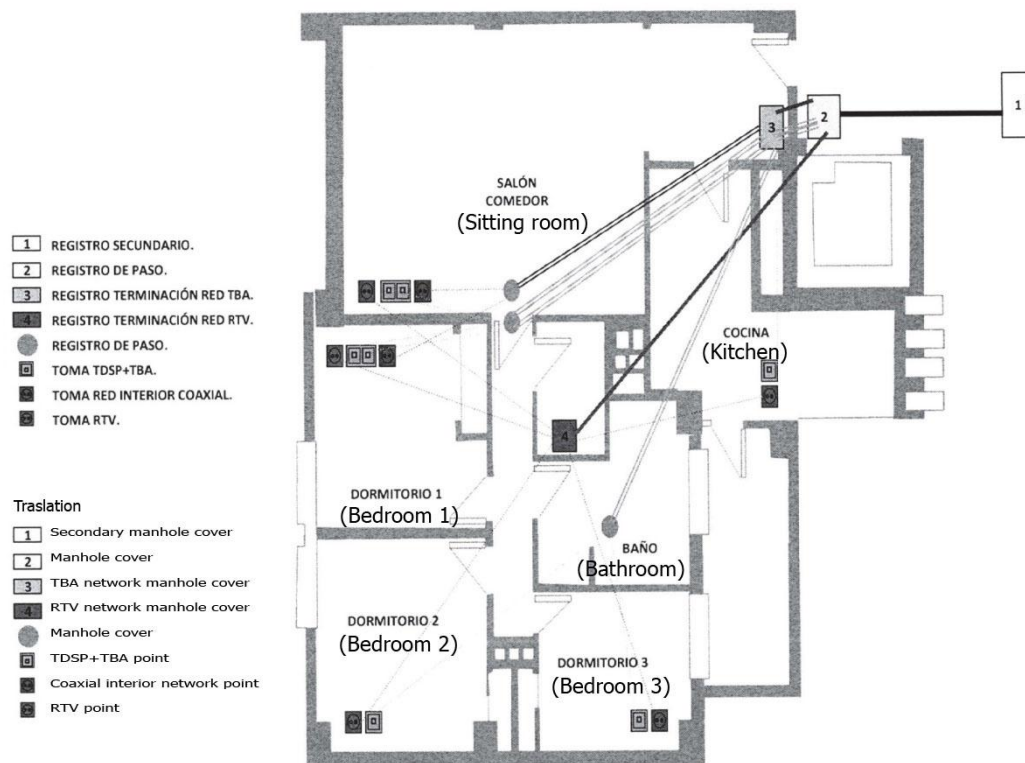 1
2
3
SALÓN
COMEDOR
(Sitting room)
1 REGISTRO SECUNDARIO.
2 REGISTRO DE PASO.
3 REGISTRO TERMINACIÓN RED TBA.
4 REGISTRO TERMINACIÓN RED RTV.
REGISTRO DE PASO.
TOMA TDSP+TBA.
TOMA RED INTERIOR COAXIAL.
TOMA RTV.
COCINA
(Kitchen)
4
DORMITORIO 1
(Bedroom 1)
BAÑO
(Bathroom)
Traslation
1 Secondary manhole cover
2 Manhole cover
3 TBA network manhole cover
4 RTV network manhole cover
Manhole cover
TDSP+TBA point
Coaxial interior network point
RTV point
DORMITORIO 2
(Bedroom 2)
DORMITORIO 3
(Bedroom 3)